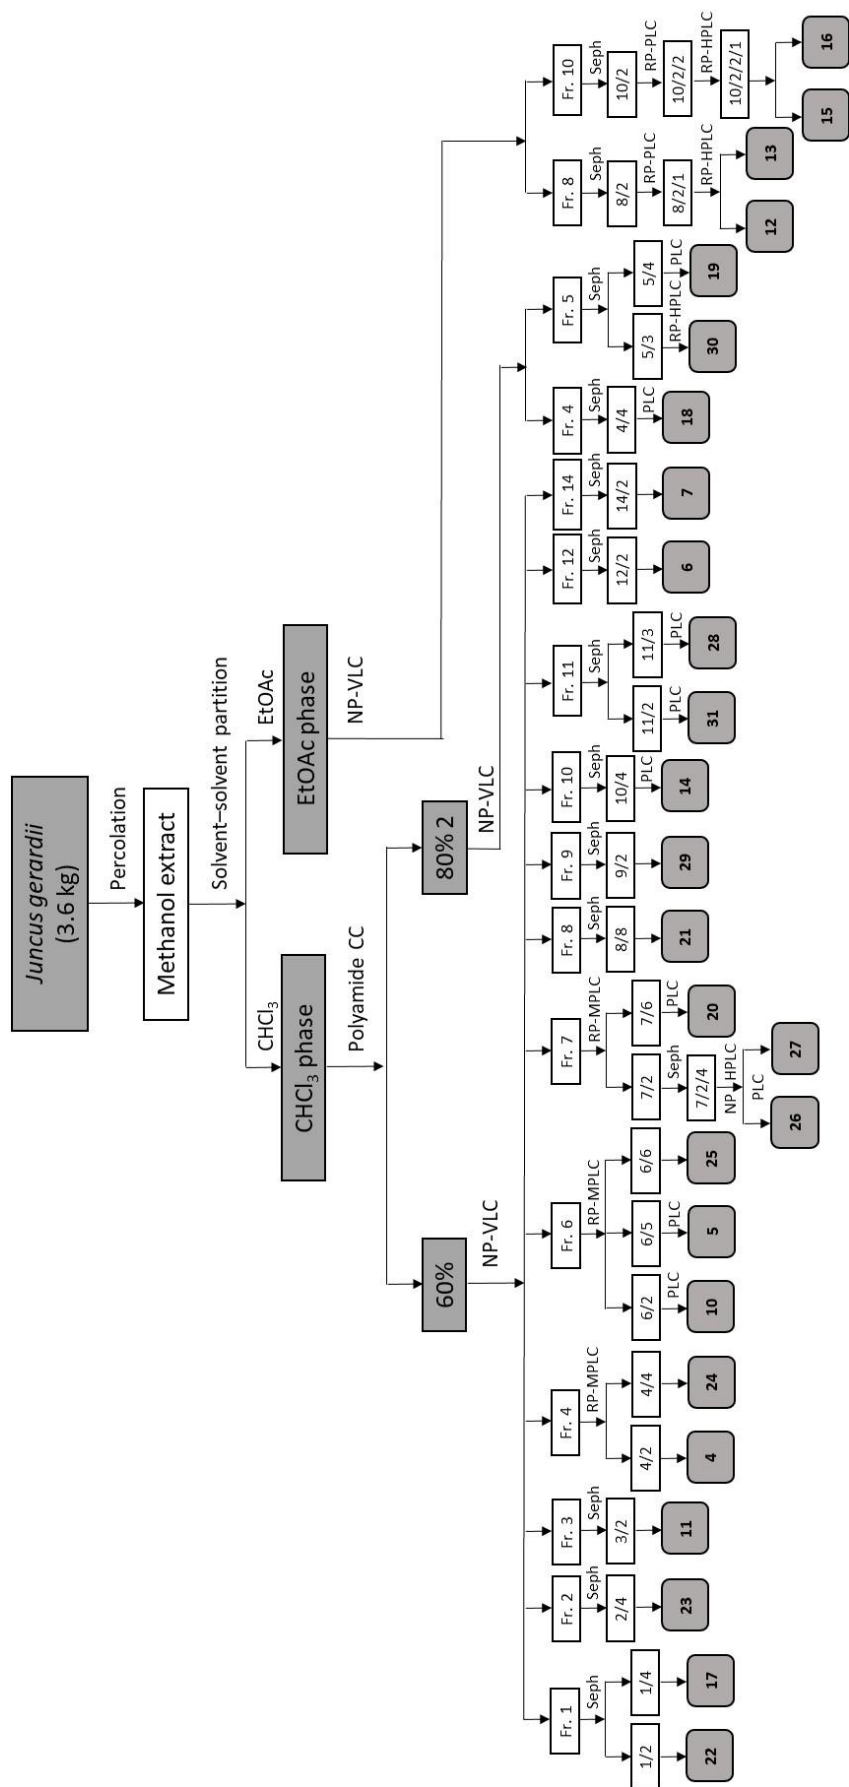 Juncus gerardii
(3.6 kg)
Percolation
Methanol extract
Solvent–solvent partition
CHCl3
EtOAc
CHCl3 phase
EtOAc phase
Polyamide CC
NP-VLC
60%
80% 2
NP-VLC
NP-VLC
Fr. 1
Fr. 2
Fr. 3
Fr. 4
Fr. 6
Fr. 7
Fr. 8
Fr. 9
Fr. 10
Fr. 11
Fr. 12
Fr. 14
Fr. 4
Fr. 5
Fr. 8
Fr. 10
Seph
Seph
Seph
RP-MPLC
RP-MPLC
RP-MPLC
Seph
Seph
Seph
Seph
Seph
Seph
Seph
Seph
Seph
Seph
1/2
1/4
2/4
3/2
4/2
4/4
6/2
6/5
6/6
7/2
7/6
8/8
9/2
10/4
11/2
11/3
12/2
14/2
4/4
5/3
5/4
8/2
10/2
PLC
PLC
Seph
PLC
PLC
PLC
PLC
PLC
RP-HPLC
PLC
RP-PLC
RP-PLC
7/2/4
8/2/1
10/2/2
NP
HPLC
PLC
RP-HPLC
RP-HPLC
10/2/2/1
22
17
23
11
4
24
10
5
25
26
27
20
21
29
14
31
28
6
7
18
30
19
12
13
15
16